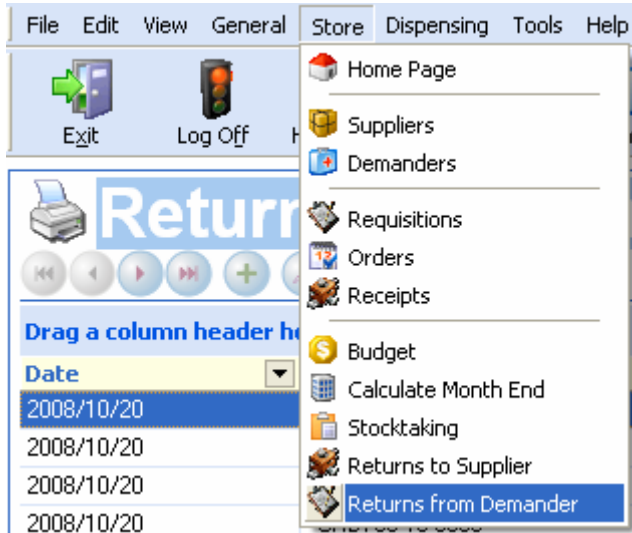 File Edit View General Store Dispensing Tools Help
Exit Log Off
Home Page
Suppliers
Demanders
Requisitions
Orders
Receipts
Budget
Calculate Month End
Stocktaking
Returns to Supplier
Returns from Demander
Return
Drag a column header
Date
2008/10/20
2008/10/20
2008/10/20
2008/10/20